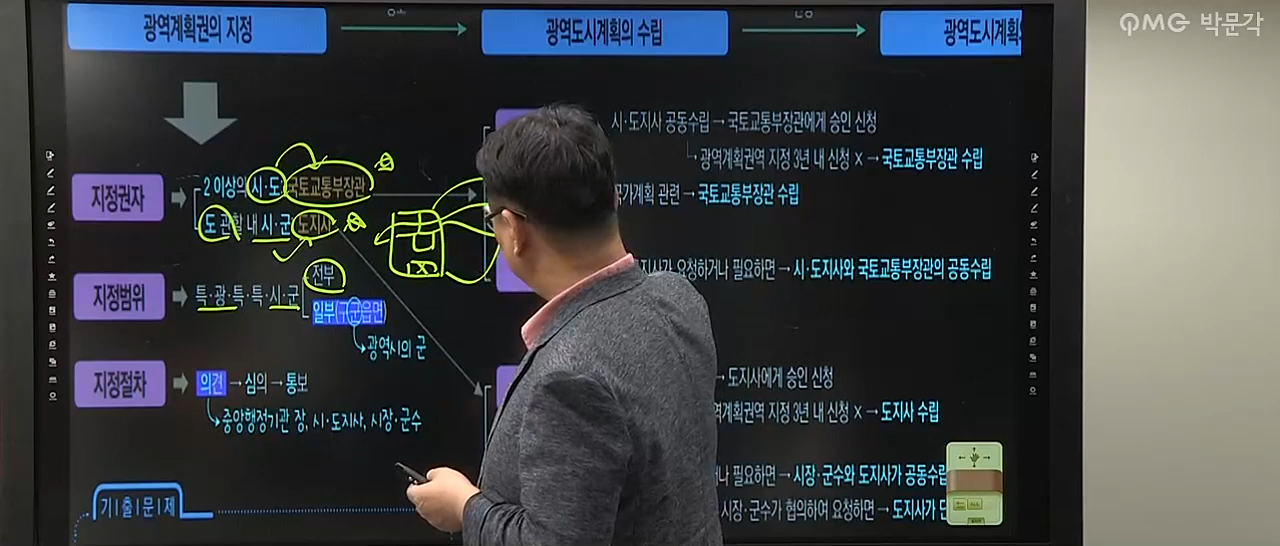 광역계획권의 지정
광역도시계획의 수립
광역도시계획의
PMG 박문각
지정권자
2 이상의 시·도
국토교통부장관
도 관할 내 시·군
도지사
지정범위
특·광·특·특·시·군
전부
일부(구군읍면
광역시의 군
지정절차
의견 → 심의 → 통보
중앙행정기관 장, 시·도지사, 시장·군수
기출문제
시·도지사 공동수립 → 국토교통부장관에게 승인 신청
광역계획권역 지정 3년 내 신청 × → 국토교통부장관 수립
국가계획 관련 → 국토교통부장관 수립
지사가 요청하거나 필요하면 → 시·도지사와 국토교통부장관의 공동수립
→ 도지사에게 승인 신청
역계획권역 지정 3년 내 신청 × → 도지사 수립
거나 필요하면 → 시장·군수와 도지사가 공동수립
시장·군수가 협의하여 요청하면 → 도지사가